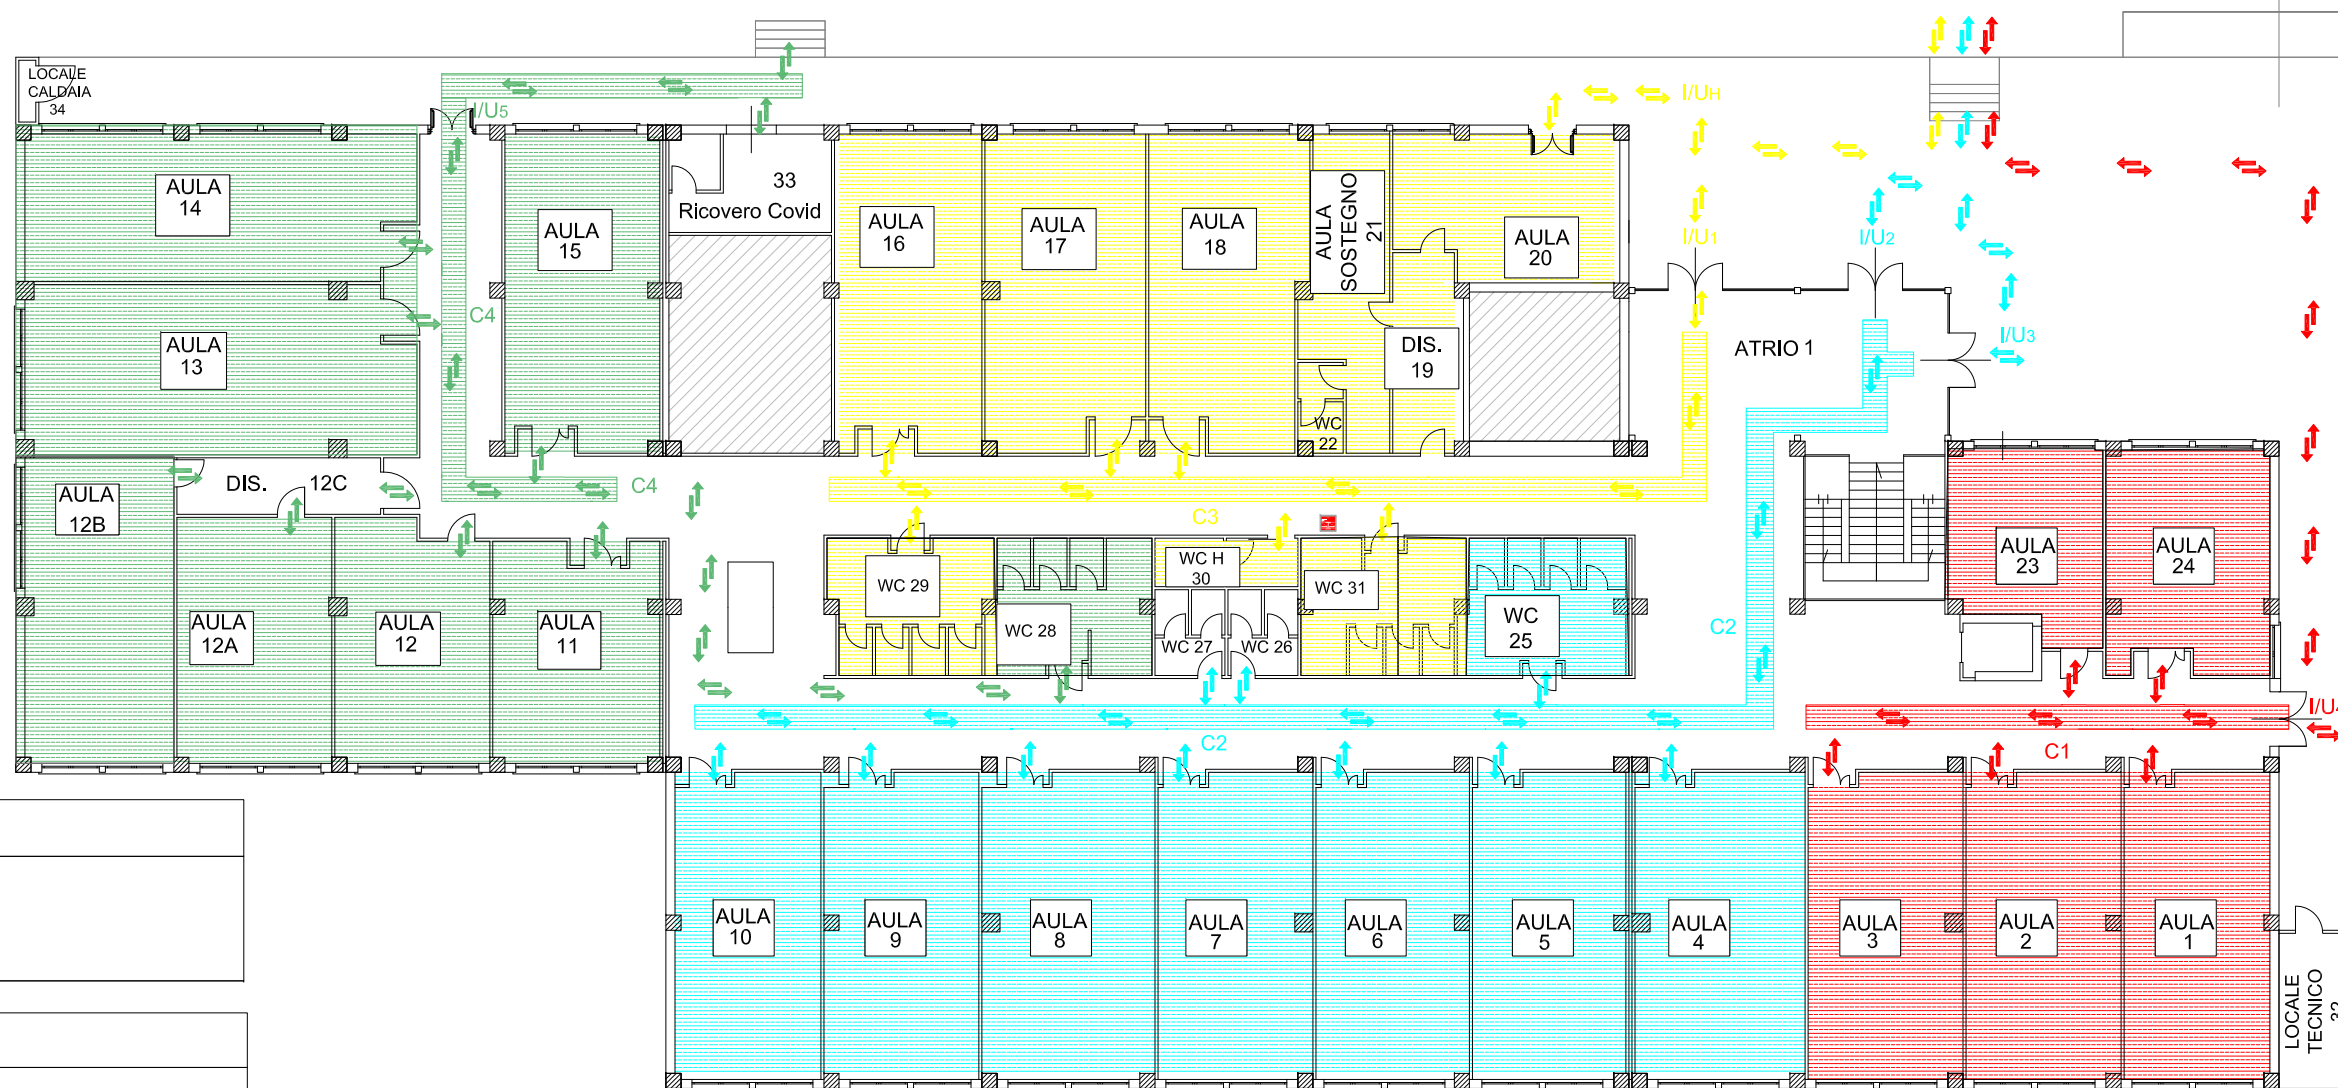 LOCALE
CALDAIA
34
I/U5
I/UH
AULA
14
AULA
15
33
Ricovero Covid
AULA
16
AULA
17
AULA
18
AULA
SOSTEGNO
21
AULA
20
I/U1
I/U2
I/U3
C4
AULA
13
DIS.
19
ATRIO 1
WC
22
AULA
12B
DIS. 12C
C4
C3
AULA
23
AULA
24
WC 29
WC H
30
WC 31
WC 28
WC 27
WC 26
WC
25
C2
AULA
12A
AULA
12
AULA
11
I/U4
C2
C1
AULA
10
AULA
9
AULA
8
AULA
7
AULA
6
AULA
5
AULA
4
AULA
3
AULA
2
AULA
1
LOCALE
TECNICO